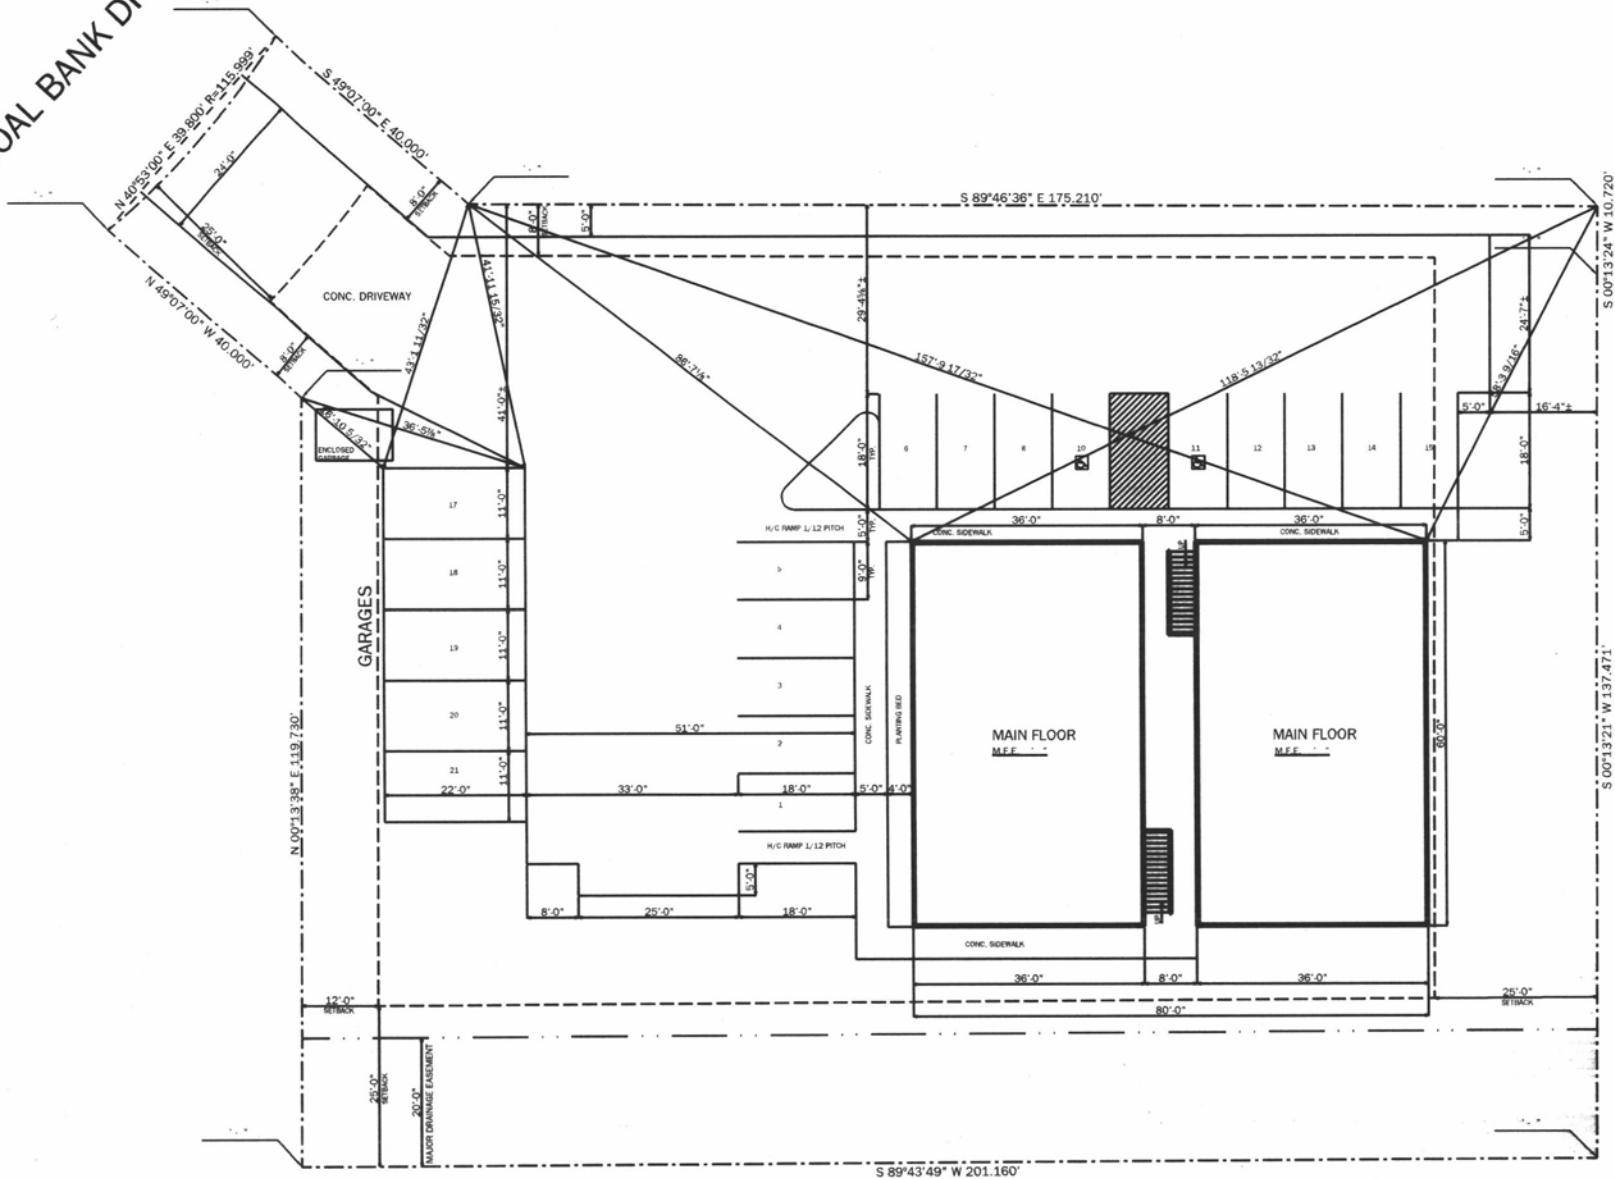 OAL BANK DI
N 40°53'00" E 39.800' R=115.999'
S 49°07'00" E 40.000'
24'-0"
25'-0"
SETBACK
8'-0"
SETBACK
S 89°46'36" E 175.210'
S 00°13'24" W 10.720'
8'-0"
SETBACK
5'-0"
N 49°07'00" W 40.000'
CONC. DRIVEWAY
41'-11 15/32"
43'-1 11/32"
29'-4⅜"±
24'-7"±
8'-0"
SETBACK
86'-7⅛"
157'-9 17/32"
118'-5 13/32"
41'-0"±
16'-10 5/32"
36'-5⅛"
5'-0"
16'-4"±
ENCLOSED
GARBAGE
18'-0"
TYP.
6
7
8
10
11
12
13
14
15
18'-0"
17
11'-0"
H/C RAMP 1/12 PITCH
5'-0"
TYP.
36'-0"
8'-0"
36'-0"
5'-0"
CONC. SIDEWALK
CONC. SIDEWALK
UP
18
11'-0"
5
9'-0"
TYP.
GARAGES
19
11'-0"
4
3
20
11'-0"
51'-0"
2
CONC. SIDEWALK
PLANTING BED
MAIN FLOOR
M.F.E.
MAIN FLOOR
M.F.E.
60'-0"
S 00°13'21" W 137.471'
N 00°13'38" E 119.730'
21
11'-0"
22'-0"
33'-0"
18'-0"
5'-0"
4'-0"
1
H/C RAMP 1/12 PITCH
5'-0"
8'-0"
25'-0"
18'-0"
UP
CONC. SIDEWALK
36'-0"
8'-0"
36'-0"
12'-0"
SETBACK
25'-0"
SETBACK
80'-0"
25'-0"
SETBACK
20'-0"
MAJOR DRAINAGE EASEMENT
S 89°43'49" W 201.160'